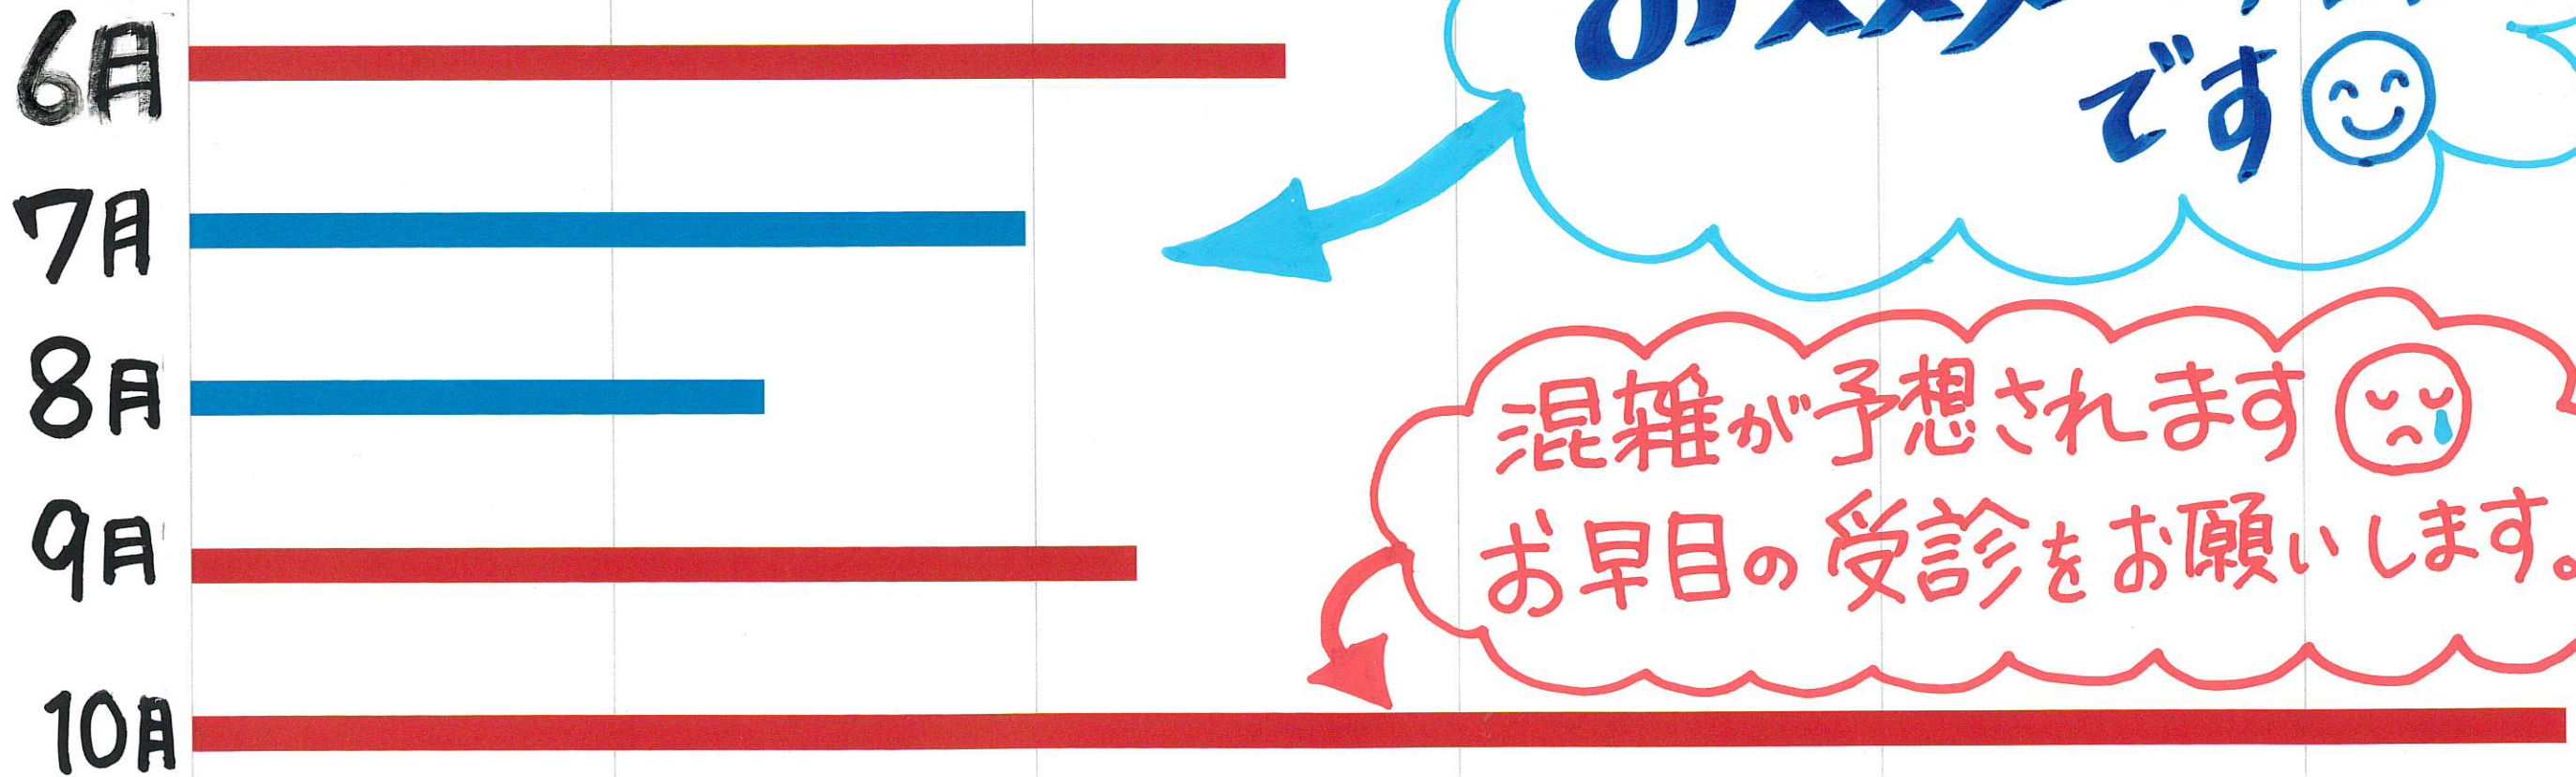 6月
です
7月
8月
混雑が予想されます
お早目の受診をお願いします。
9月
10月